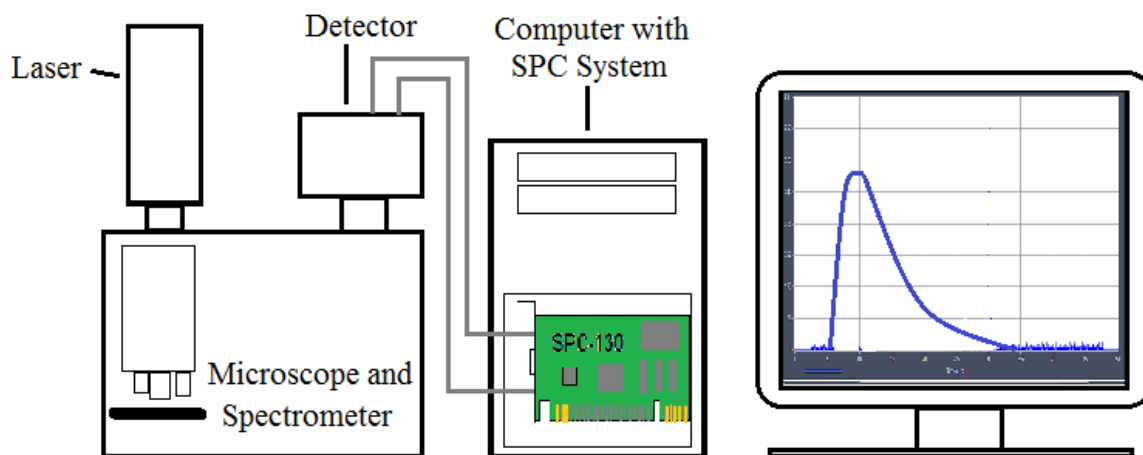 Laser
Detector
Computer with
SPC System
SPC-130
Microscope and
Spectrometer